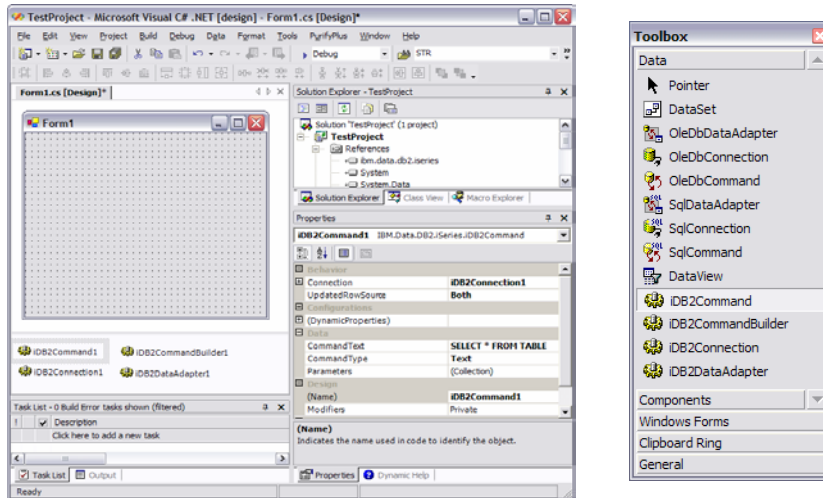 TestProject - Microsoft Visual C# .NET [design] - Form1.cs [Design]*
File Edit View Project Build Debug Data Format Tools PurifyPlus Window Help
Debug STR
Form1.cs [Design]*
Form1
iDB2Command1 iDB2CommandBuilder1
iDB2Connection1 iDB2DataAdapter1
Task List - 0 Build Error tasks shown (filtered)
! Description
Click here to add a new task
Task List Output
Ready
Solution Explorer - TestProject
Solution 'TestProject' (1 project)
TestProject
References
ibm.data.db2.iseries
System
System.Data
Solution Explorer Class View Macro Explorer
Properties
iDB2Command1 IBM.Data.DB2.iSeries.iDB2Command
Behavior
Connection iDB2Connection1
UpdatedRowSource Both
Configurations
(DynamicProperties)
Data
CommandText SELECT * FROM TABLE
CommandType Text
Parameters (Collection)
Design
(Name) iDB2Command1
Modifiers Private
(Name)
Indicates the name used in code to identify the object.
Properties Dynamic Help
Toolbox
Data
Pointer
DataSet
OleDbDataAdapter
OleDbConnection
OleDbCommand
SqlDataAdapter
SqlConnection
SqlCommand
DataView
iDB2Command
iDB2CommandBuilder
iDB2Connection
iDB2DataAdapter
Components
Windows Forms
Clipboard Ring
General